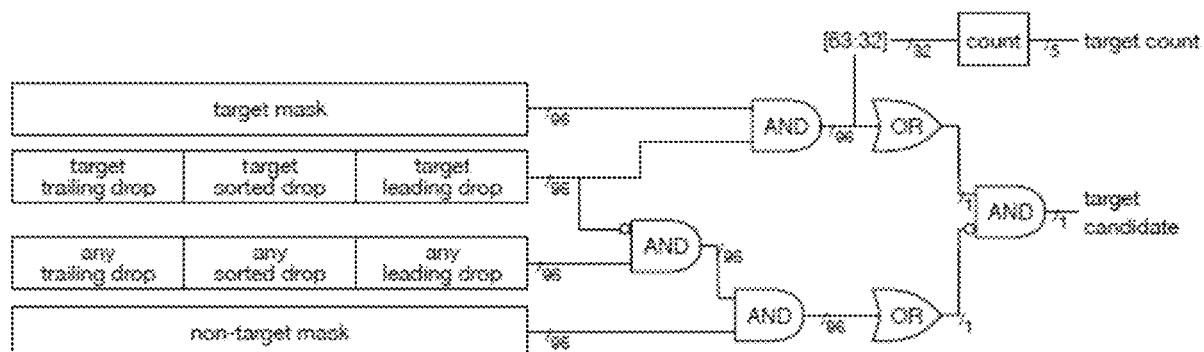 [63:32]
32
count
5
target count
target mask
96
AND
96
OR
target trailing drop
target sorted drop
target leading drop
96
1
AND
1
target candidate
any trailing drop
any sorted drop
any leading drop
96
AND
96
non-target mask
96
AND
96
OR
1